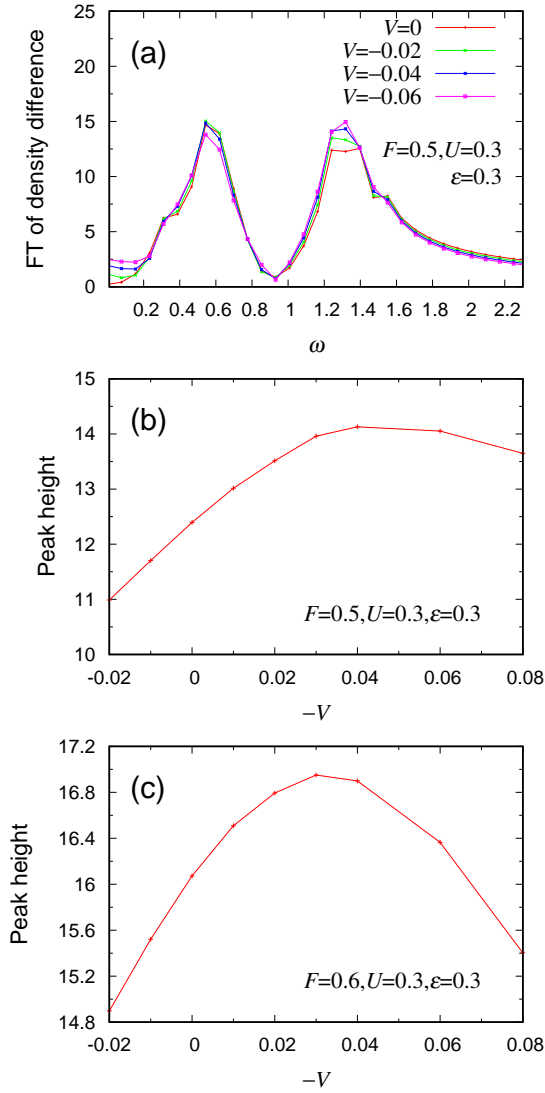 25
20
15
10
5
0
FT of density difference
(a)
V=0
V=−0.02
V=−0.04
V=−0.06
F=0.5,U=0.3
ε=0.3
0.2 0.4 0.6 0.8 1 1.2 1.4 1.6 1.8 2 2.2
ω
15
14
13
12
11
10
Peak height
(b)
F=0.5,U=0.3,ε=0.3
-0.02 0 0.02 0.04 0.06 0.08
−V
17.2
16.8
16.4
16
15.6
15.2
14.8
Peak height
(c)
F=0.6,U=0.3,ε=0.3
-0.02 0 0.02 0.04 0.06 0.08
−V